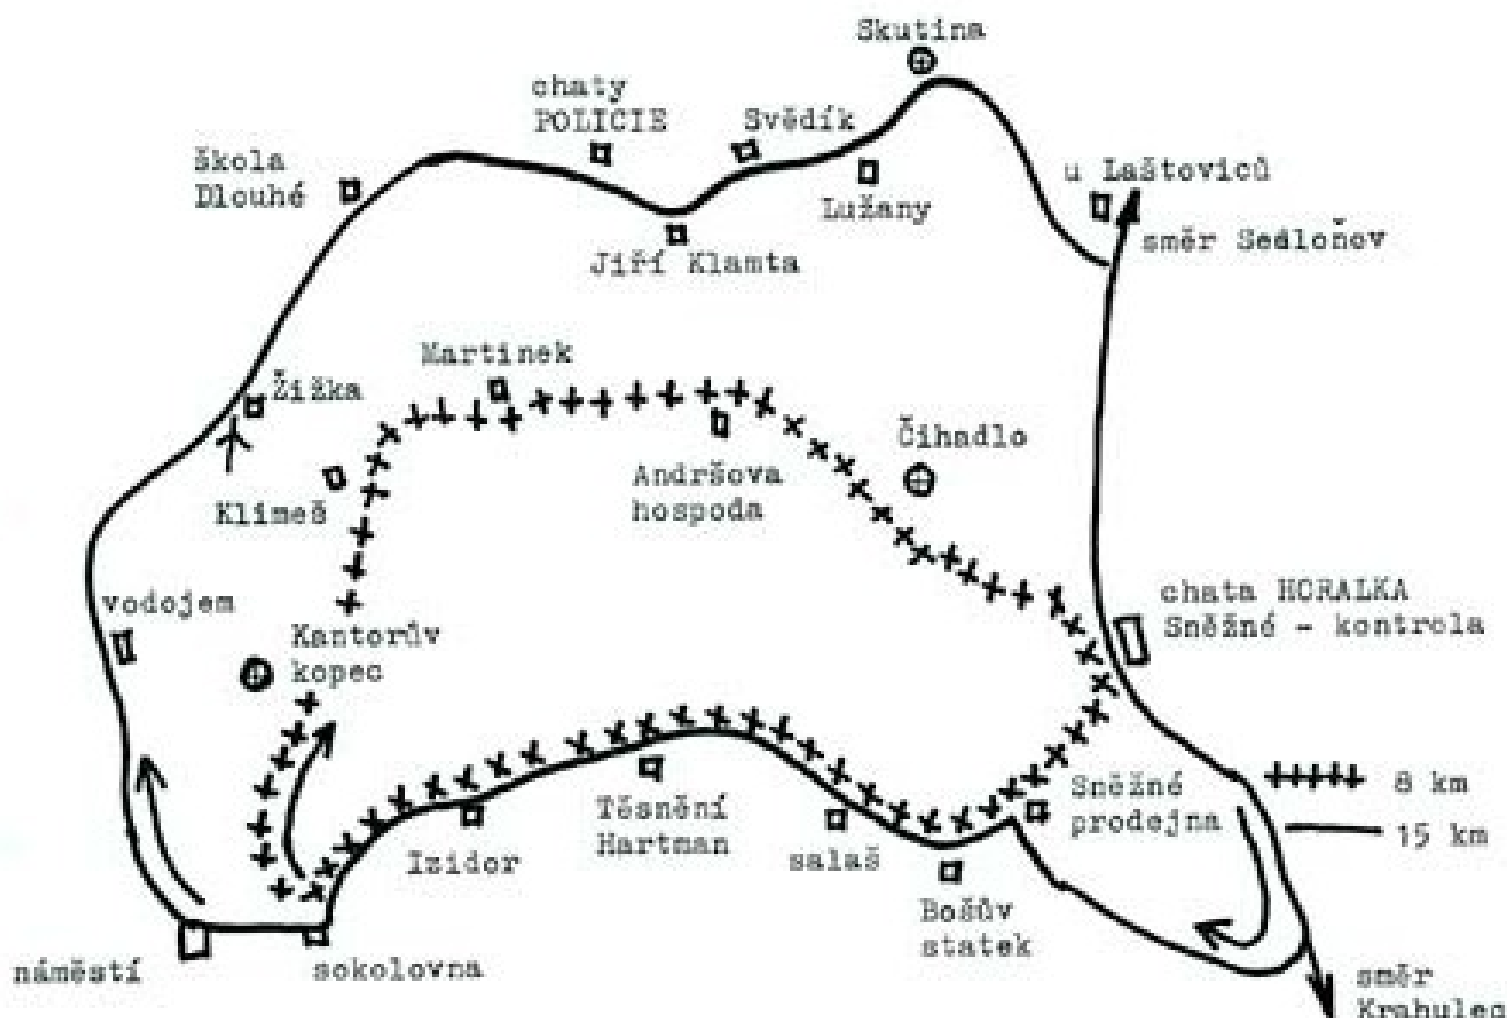 Skutina
chaty
POLICIE
Svědík
škola
Dlouhé
u Laštoviců
Lužany
směr Sedloňov
Jiří Klamta
Martinek
Žižka
Čihadlo
Andršova
hospoda
Klimeš
vodojem
chata HORALKA
Sněžné - kontrola
Kantorův
kopec
Sněžné
prodejna
8 km
15 km
Těsnění
Hartman
Izidor
salaš
Bošův
statek
náměstí
sokolovna
směr
Krahulec